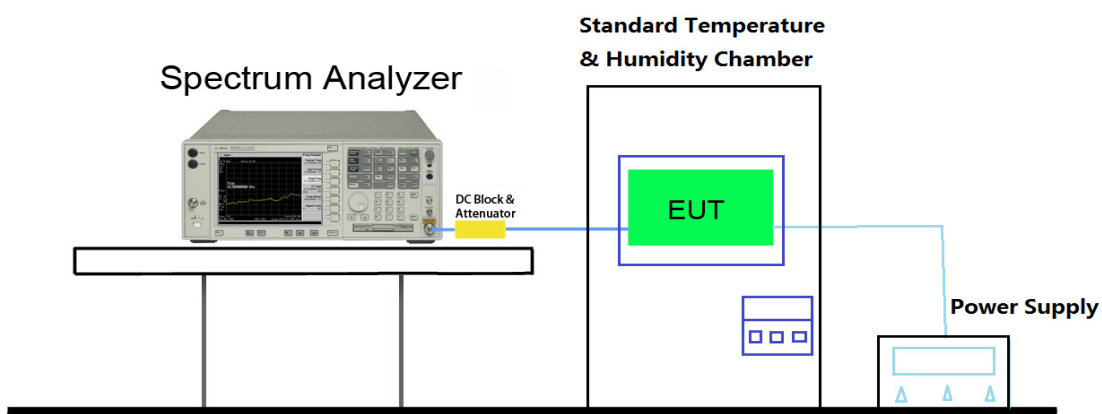 Standard Temperature
& Humidity Chamber
Spectrum Analyzer
DC Block &
Attenuator
EUT
Power Supply